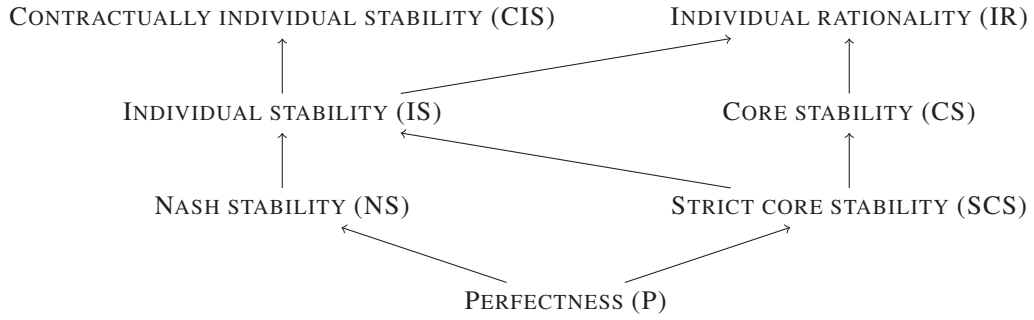 CONTRACTUALLY INDIVIDUAL STABILITY (CIS) INDIVIDUAL RATIONALITY (IR)
INDIVIDUAL STABILITY (IS) CORE STABILITY (CS)
NASH STABILITY (NS) STRICT CORE STABILITY (SCS)
PERFECTNESS (P)